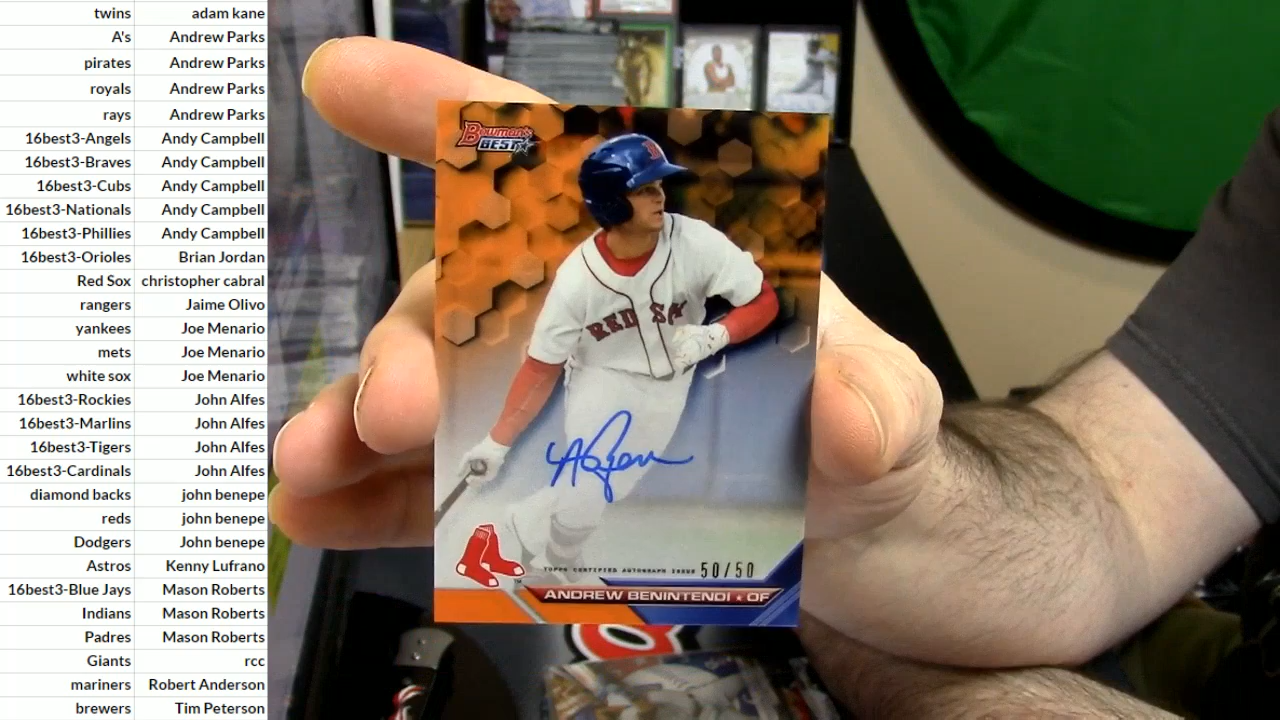 twins adam kane
A's Andrew Parks
pirates Andrew Parks
royals Andrew Parks
rays Andrew Parks
16best3-Angels Andy Campbell
16best3-Braves Andy Campbell
16best3-Cubs Andy Campbell
16best3-Nationals Andy Campbell
16best3-Phillies Andy Campbell
16best3-Orioles Brian Jordan
Red Sox christopher cabral
rangers Jaime Olivo
yankees Joe Menario
mets Joe Menario
white sox Joe Menario
16best3-Rockies John Alfes
16best3-Marlins John Alfes
16best3-Tigers John Alfes
16best3-Cardinals John Alfes
diamond backs john benepe
reds john benepe
Dodgers John benepe
Astros Kenny Lufrano
16best3-Blue Jays Mason Roberts
Indians Mason Roberts
Padres Mason Roberts
Giants rcc
mariners Robert Anderson
brewers Tim Peterson
Bowman's
BEST
RED SOX
TOPPS CERTIFIED AUTOGRAPH ISSUE 50/50
ANDREW BENINTENDI ★ OF